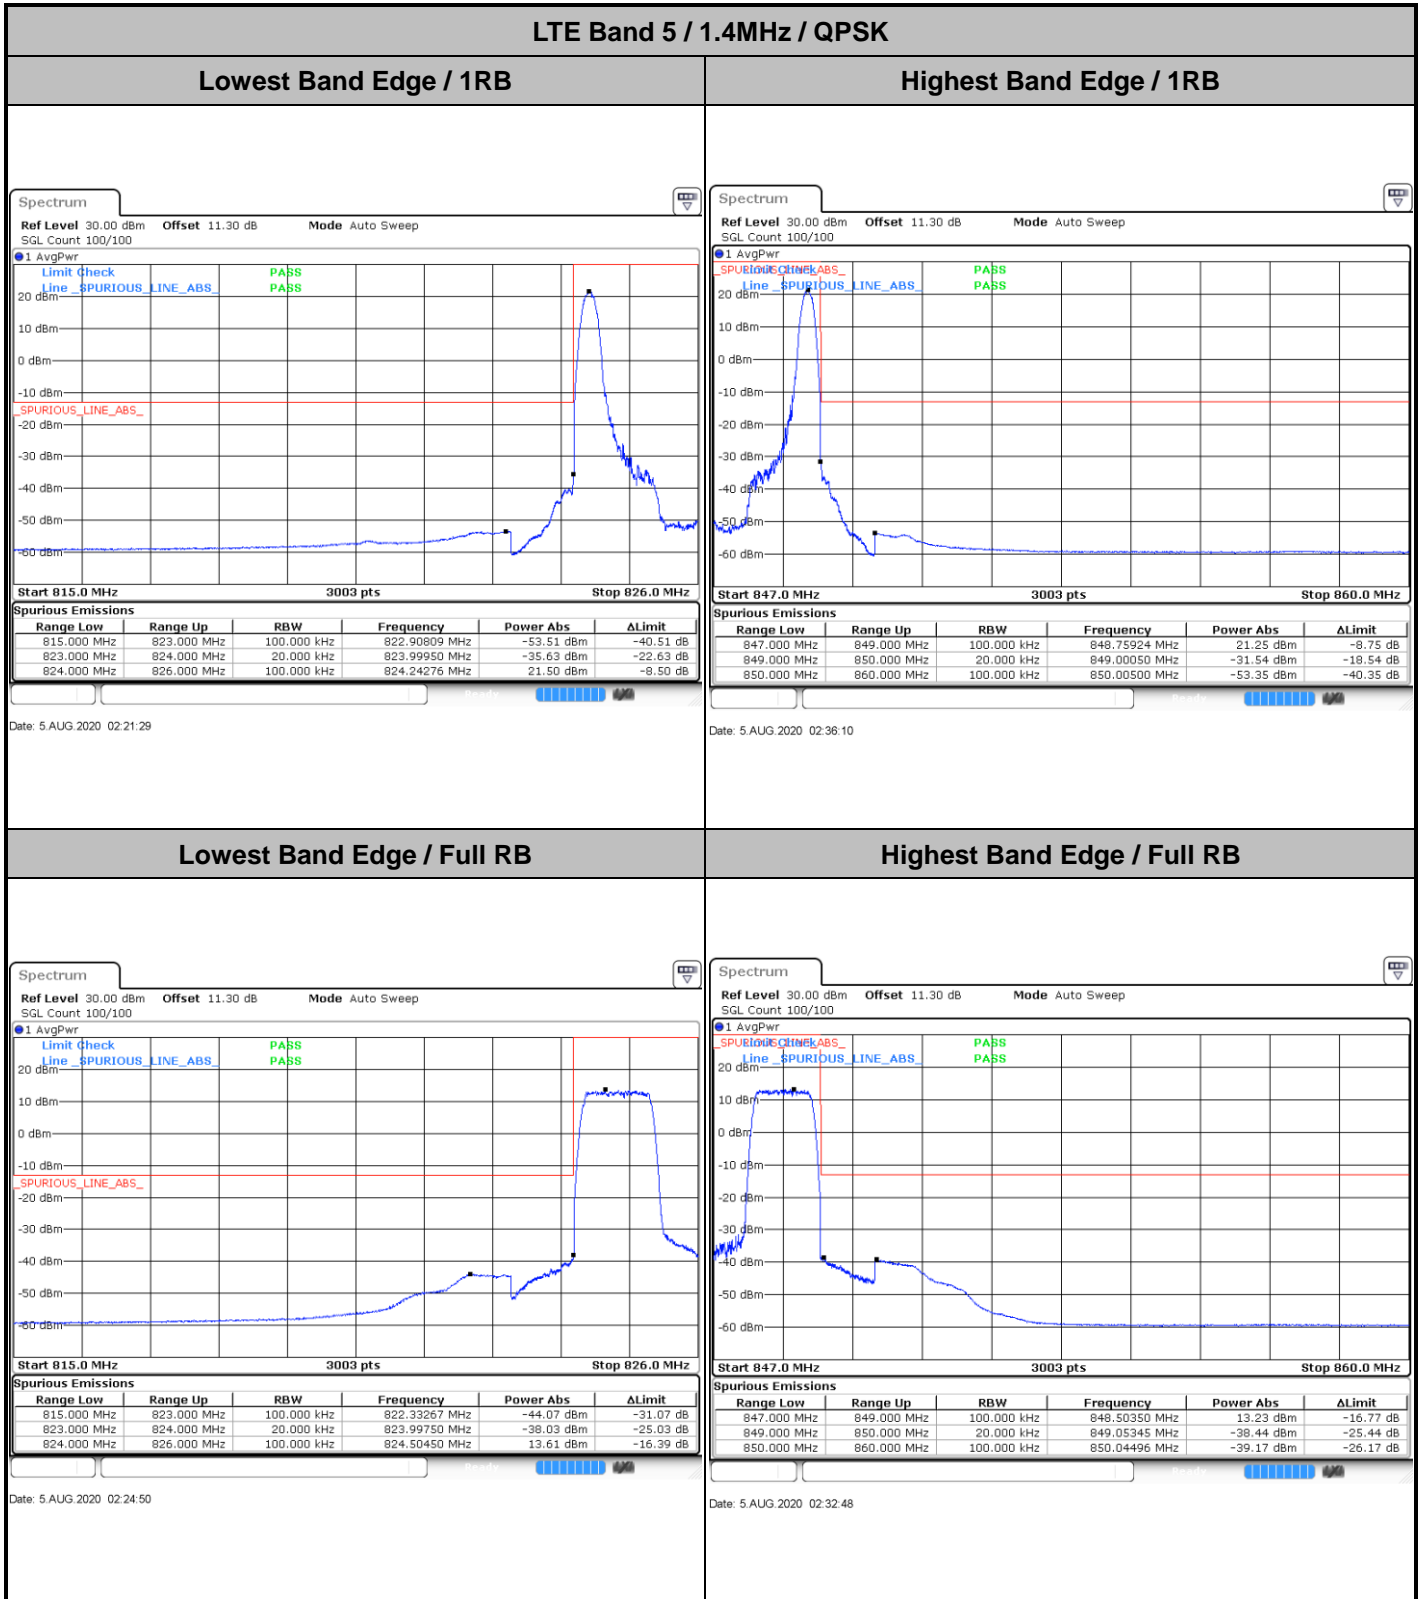 LTE Band 5 / 1.4MHz / QPSK
Lowest Band Edge / 1RB
Highest Band Edge / 1RB
Spectrum
Ref Level 30.00 dBm Offset 11.30 dB Mode Auto Sweep
SGL Count 100/100
1 AvgPwr
Limit Check PASS
Line _SPURIOUS_LINE_ABS_ PASS
20 dBm
10 dBm
0 dBm
-10 dBm
_SPURIOUS_LINE_ABS_
-20 dBm
-30 dBm
-40 dBm
-50 dBm
-60 dBm
Start 815.0 MHz 3003 pts Stop 826.0 MHz
Spurious Emissions
Range Low Range Up RBW Frequency Power Abs ΔLimit
815.000 MHz 823.000 MHz 100.000 kHz 822.90809 MHz -53.51 dBm -40.51 dB
823.000 MHz 824.000 MHz 20.000 kHz 823.99950 MHz -35.63 dBm -22.63 dB
824.000 MHz 826.000 MHz 100.000 kHz 824.24276 MHz 21.50 dBm -8.50 dB
Ready
Date: 5.AUG.2020 02:21:29
Spectrum
Ref Level 30.00 dBm Offset 11.30 dB Mode Auto Sweep
SGL Count 100/100
1 AvgPwr
_SPURIOUS_LINE_ABS_
Limit Check PASS
Line _SPURIOUS_LINE_ABS_ PASS
20 dBm
10 dBm
0 dBm
-10 dBm
-20 dBm
-30 dBm
-40 dBm
-50 dBm
-60 dBm
Start 847.0 MHz 3003 pts Stop 860.0 MHz
Spurious Emissions
Range Low Range Up RBW Frequency Power Abs ΔLimit
847.000 MHz 849.000 MHz 100.000 kHz 848.75924 MHz 21.25 dBm -8.75 dB
849.000 MHz 850.000 MHz 20.000 kHz 849.00050 MHz -31.54 dBm -18.54 dB
850.000 MHz 860.000 MHz 100.000 kHz 850.00500 MHz -53.35 dBm -40.35 dB
Ready
Date: 5.AUG.2020 02:36:10
Lowest Band Edge / Full RB
Highest Band Edge / Full RB
Spectrum
Ref Level 30.00 dBm Offset 11.30 dB Mode Auto Sweep
SGL Count 100/100
1 AvgPwr
Limit Check PASS
Line _SPURIOUS_LINE_ABS_ PASS
20 dBm
10 dBm
0 dBm
-10 dBm
_SPURIOUS_LINE_ABS_
-20 dBm
-30 dBm
-40 dBm
-50 dBm
-60 dBm
Start 815.0 MHz 3003 pts Stop 826.0 MHz
Spurious Emissions
Range Low Range Up RBW Frequency Power Abs ΔLimit
815.000 MHz 823.000 MHz 100.000 kHz 822.33267 MHz -44.07 dBm -31.07 dB
823.000 MHz 824.000 MHz 20.000 kHz 823.99750 MHz -38.03 dBm -25.03 dB
824.000 MHz 826.000 MHz 100.000 kHz 824.50450 MHz 13.61 dBm -16.39 dB
Ready
Date: 5.AUG.2020 02:24:50
Spectrum
Ref Level 30.00 dBm Offset 11.30 dB Mode Auto Sweep
SGL Count 100/100
1 AvgPwr
_SPURIOUS_LINE_ABS_
Limit Check PASS
Line _SPURIOUS_LINE_ABS_ PASS
20 dBm
10 dBm
0 dBm
-10 dBm
-20 dBm
-30 dBm
-40 dBm
-50 dBm
-60 dBm
Start 847.0 MHz 3003 pts Stop 860.0 MHz
Spurious Emissions
Range Low Range Up RBW Frequency Power Abs ΔLimit
847.000 MHz 849.000 MHz 100.000 kHz 848.50350 MHz 13.23 dBm -16.77 dB
849.000 MHz 850.000 MHz 20.000 kHz 849.05345 MHz -38.44 dBm -25.44 dB
850.000 MHz 860.000 MHz 100.000 kHz 850.04496 MHz -39.17 dBm -26.17 dB
Ready
Date: 5.AUG.2020 02:32:48